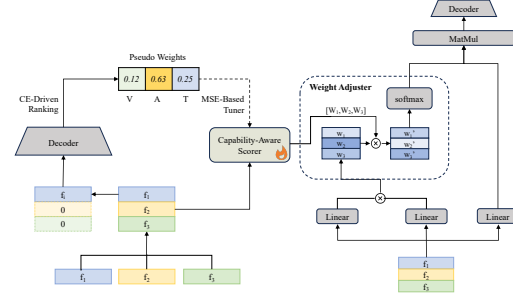 Decoder
MatMul
Pseudo Weights
0.12 0.63 0.25
V A T
CE-Driven
Ranking
MSE-Based
Tuner
Weight Adjuster
softmax
[W₁,W₂,W₃]
Decoder
Capability-Aware
Scorer
w₁ w₁'
w₂ w₂'
w₃ w₃'
fᵢ f₁
0 f₂
0 f₃
Linear Linear Linear
f₁ f₂ f₃
f₁
f₂
f₃